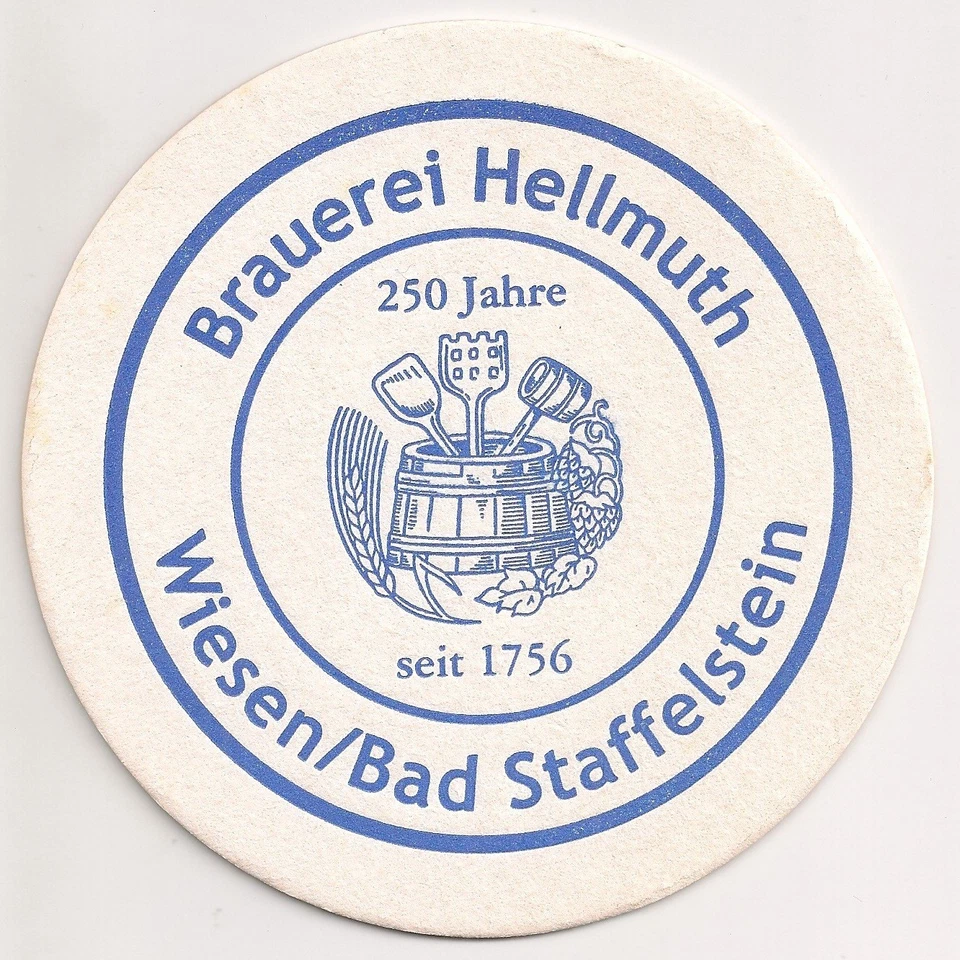 Brauerei Hellmuth
250 Jahre
seit 1756
Wiesen/Bad Staffelstein